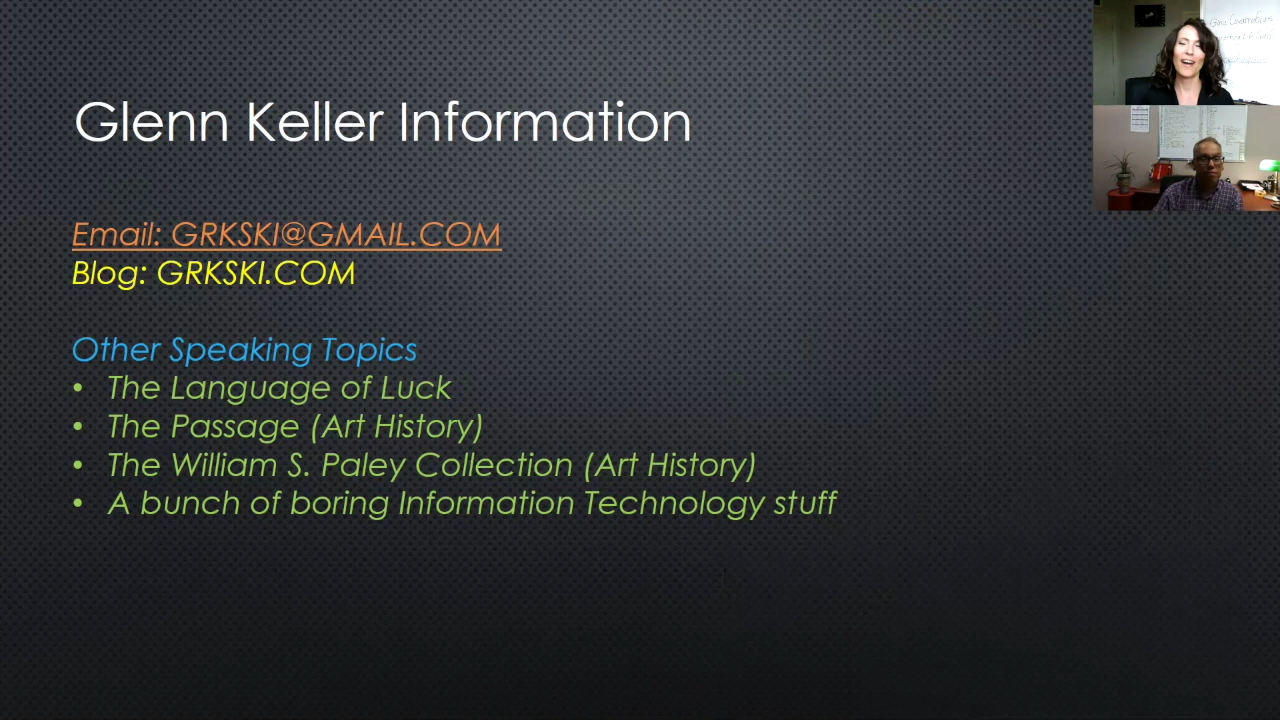 Glenn Keller Information
Email: GRKSKI@GMAIL.COM
Blog: GRKSKI.COM
Other Speaking Topics
• The Language of Luck
• The Passage (Art History)
• The William S. Paley Collection (Art History)
• A bunch of boring Information Technology stuff